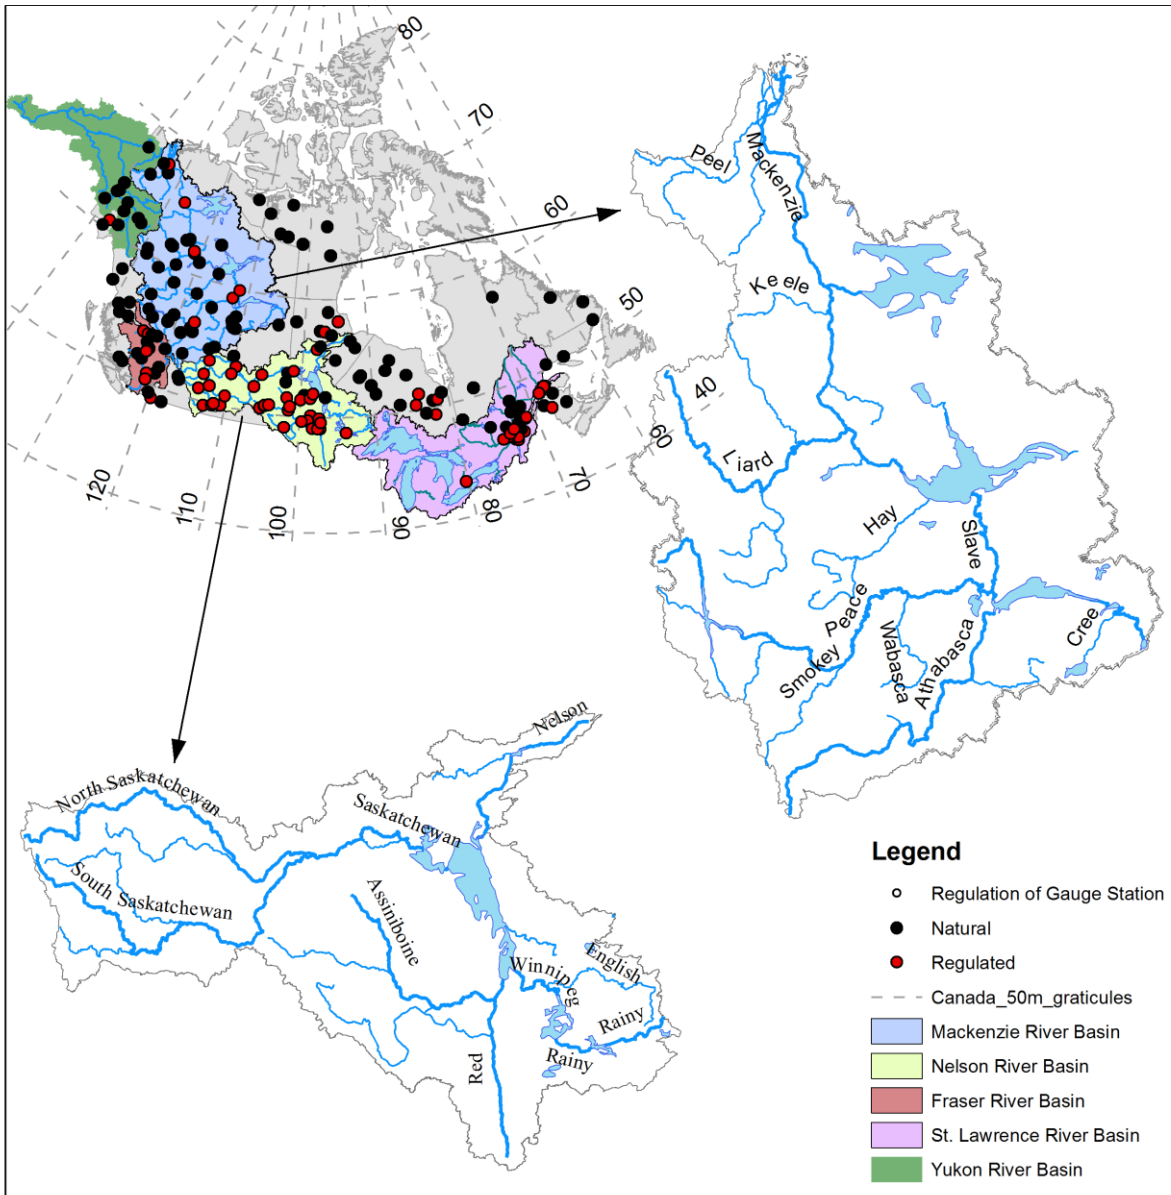 80
70
60
50
40
60
70
80
90
100
110
120
Peel
Mackenzie
Keele
Liard
Hay
Slave
Peace
Smokey
Wabasca
Athabasca
Cree
Nelson
North Saskatchewan
Saskatchewan
South Saskatchewan
Assiniboine
Winnipeg
English
Rainy
Rainy
Red
Legend
Regulation of Gauge Station
Natural
Regulated
Canada_50m_graticules
Mackenzie River Basin
Nelson River Basin
Fraser River Basin
St. Lawrence River Basin
Yukon River Basin